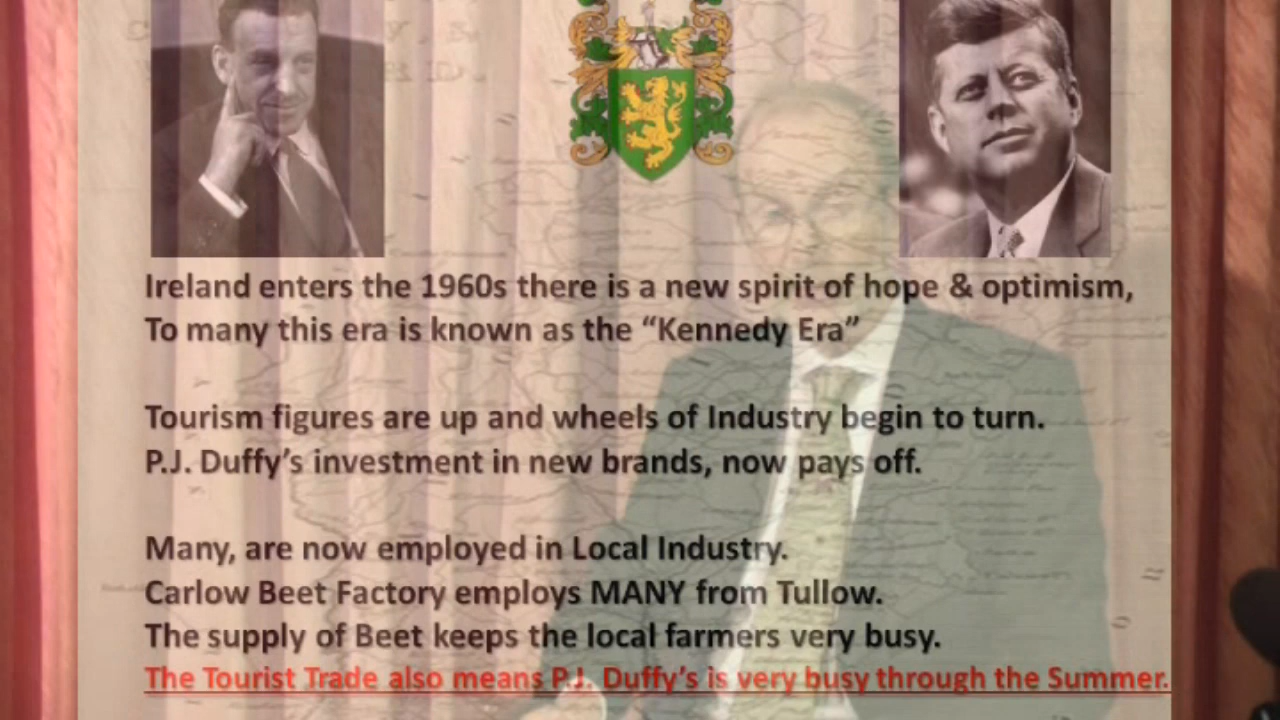 Ireland enters the 1960s there is a new spirit of hope & optimism,
To many this era is known as the “Kennedy Era”
Tourism figures are up and wheels of Industry begin to turn.
P.J. Duffy’s investment in new brands, now pays off.
Many, are now employed in Local Industry.
Carlow Beet Factory employs MANY from Tullow.
The supply of Beet keeps the local farmers very busy.
The Tourist Trade also means P.J. Duffy’s is very busy through the Summer.